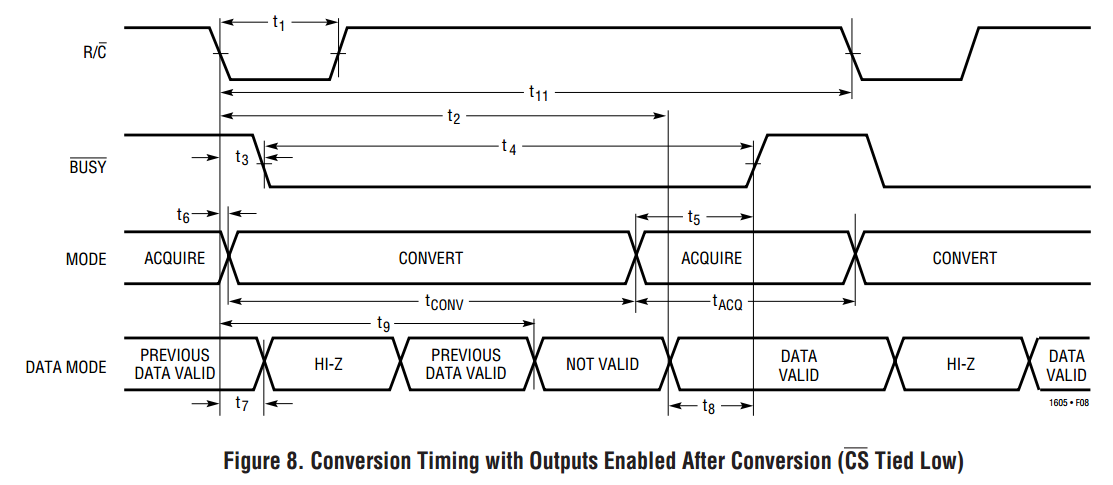 t1
R/C̅
t11
t2
B̅U̅S̅Y̅
t3
t4
t6
t5
MODE
ACQUIRE
CONVERT
ACQUIRE
CONVERT
tCONV
tACQ
t9
DATA MODE
PREVIOUS
DATA VALID
HI-Z
PREVIOUS
DATA VALID
NOT VALID
DATA
VALID
HI-Z
DATA
VALID
t7
t8
1605 • F08
Figure 8. Conversion Timing with Outputs Enabled After Conversion (C̅S̅ Tied Low)